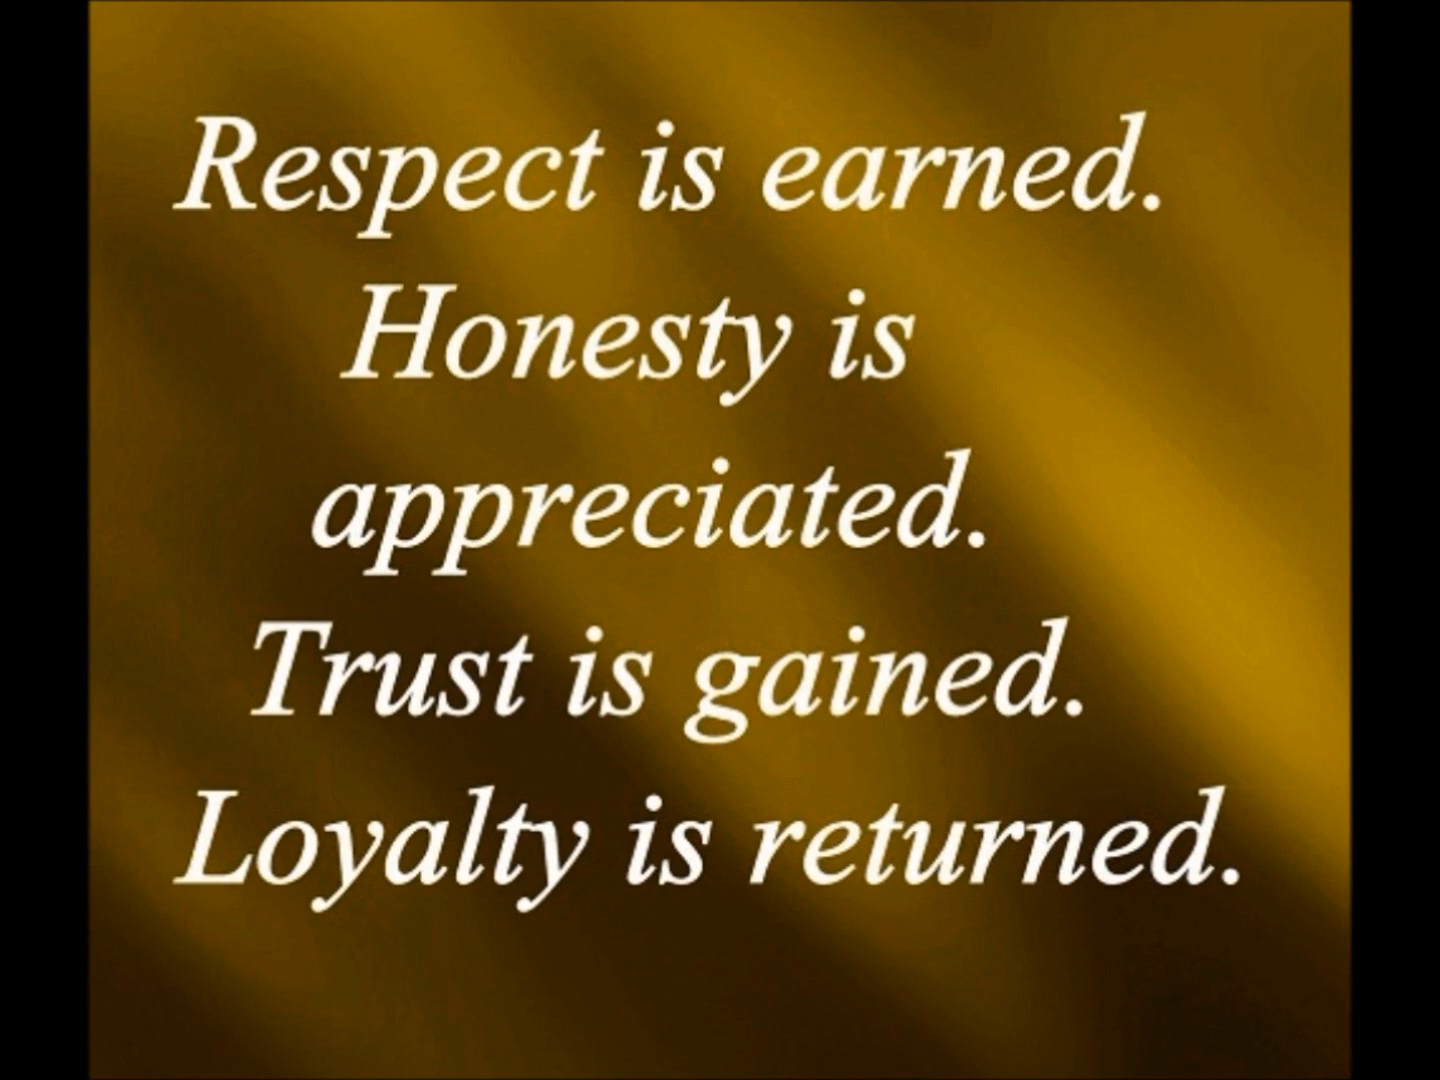 Respect is earned.
Honesty is
appreciated.
Trust is gained.
Loyalty is returned.